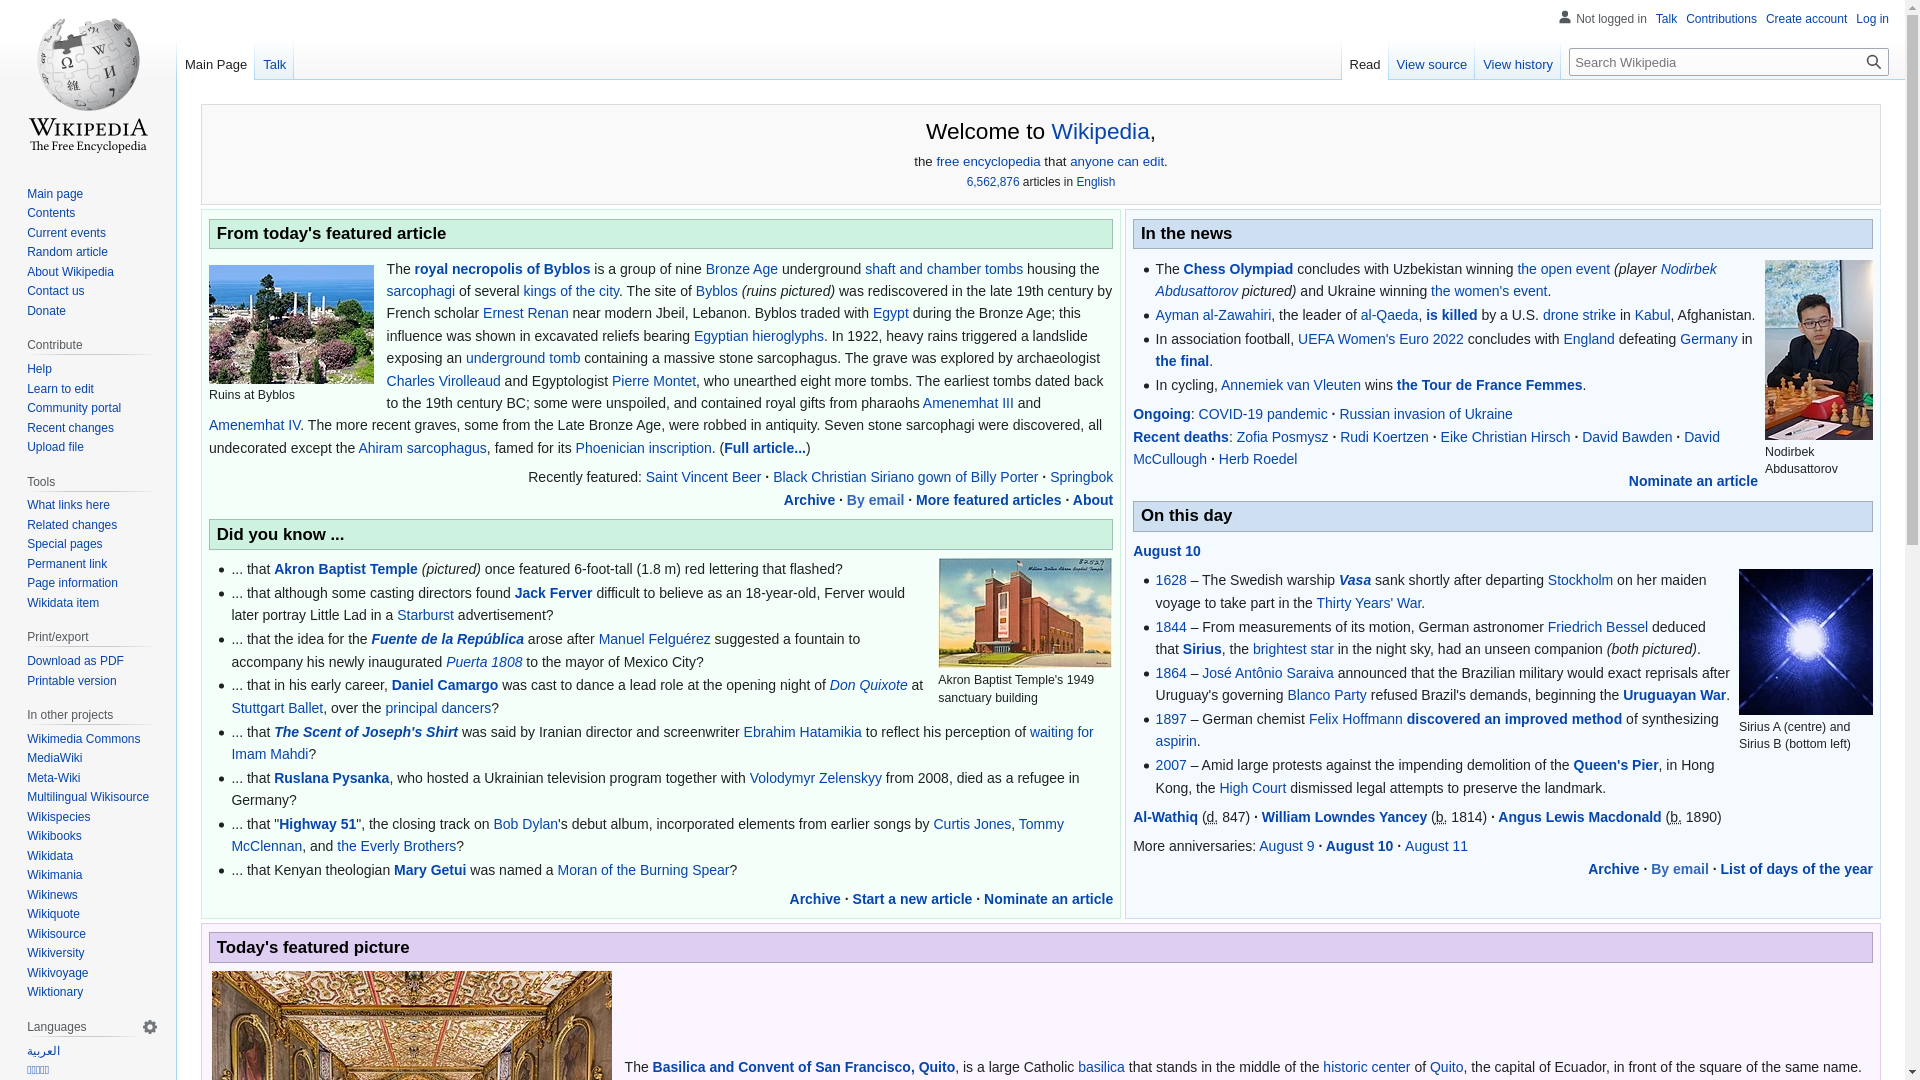 Not logged in Talk Contributions Create account Log in
Main Page Talk
Read View source View history Search Wikipedia
WIKIPEDIA
The Free Encyclopedia
Main page
Contents
Current events
Random article
About Wikipedia
Contact us
Donate
Contribute
Help
Learn to edit
Community portal
Recent changes
Upload file
Tools
What links here
Related changes
Special pages
Permanent link
Page information
Wikidata item
Print/export
Download as PDF
Printable version
In other projects
Wikimedia Commons
MediaWiki
Meta-Wiki
Multilingual Wikisource
Wikispecies
Wikibooks
Wikidata
Wikimania
Wikinews
Wikiquote
Wikisource
Wikiversity
Wikivoyage
Wiktionary
Languages
العربية
Welcome to Wikipedia,
the free encyclopedia that anyone can edit.
6,562,876 articles in English
From today's featured article
Ruins at Byblos
The royal necropolis of Byblos is a group of nine Bronze Age underground shaft and chamber tombs housing the
sarcophagi of several kings of the city. The site of Byblos (ruins pictured) was rediscovered in the late 19th century by
French scholar Ernest Renan near modern Jbeil, Lebanon. Byblos traded with Egypt during the Bronze Age; this
influence was shown in excavated reliefs bearing Egyptian hieroglyphs. In 1922, heavy rains triggered a landslide
exposing an underground tomb containing a massive stone sarcophagus. The grave was explored by archaeologist
Charles Virolleaud and Egyptologist Pierre Montet, who unearthed eight more tombs. The earliest tombs dated back
to the 19th century BC; some were unspoiled, and contained royal gifts from pharaohs Amenemhat III and
Amenemhat IV. The more recent graves, some from the Late Bronze Age, were robbed in antiquity. Seven stone sarcophagi were discovered, all
undecorated except the Ahiram sarcophagus, famed for its Phoenician inscription. (Full article...)
Recently featured: Saint Vincent Beer · Black Christian Siriano gown of Billy Porter · Springbok
Archive · By email · More featured articles · About
Did you know ...
... that Akron Baptist Temple (pictured) once featured 6-foot-tall (1.8 m) red lettering that flashed?
... that although some casting directors found Jack Ferver difficult to believe as an 18-year-old, Ferver would
later portray Little Lad in a Starburst advertisement?
... that the idea for the Fuente de la República arose after Manuel Felguérez suggested a fountain to
accompany his newly inaugurated Puerta 1808 to the mayor of Mexico City?
... that in his early career, Daniel Camargo was cast to dance a lead role at the opening night of Don Quixote at
Stuttgart Ballet, over the principal dancers?
... that The Scent of Joseph's Shirt was said by Iranian director and screenwriter Ebrahim Hatamikia to reflect his perception of waiting for
Imam Mahdi?
... that Ruslana Pysanka, who hosted a Ukrainian television program together with Volodymyr Zelenskyy from 2008, died as a refugee in
Germany?
... that "Highway 51", the closing track on Bob Dylan's debut album, incorporated elements from earlier songs by Curtis Jones, Tommy
McClennan, and the Everly Brothers?
... that Kenyan theologian Mary Getui was named a Moran of the Burning Spear?
Akron Baptist Temple's 1949
sanctuary building
Archive · Start a new article · Nominate an article
In the news
The Chess Olympiad concludes with Uzbekistan winning the open event (player Nodirbek
Abdusattorov pictured) and Ukraine winning the women's event.
Ayman al-Zawahiri, the leader of al-Qaeda, is killed by a U.S. drone strike in Kabul, Afghanistan.
In association football, UEFA Women's Euro 2022 concludes with England defeating Germany in
the final.
In cycling, Annemiek van Vleuten wins the Tour de France Femmes.
Ongoing: COVID-19 pandemic · Russian invasion of Ukraine
Recent deaths: Zofia Posmysz · Rudi Koertzen · Eike Christian Hirsch · David Bawden · David
McCullough · Herb Roedel
Nodirbek
Abdusattorov
Nominate an article
On this day
August 10
1628 – The Swedish warship Vasa sank shortly after departing Stockholm on her maiden
voyage to take part in the Thirty Years' War.
1844 – From measurements of its motion, German astronomer Friedrich Bessel deduced
that Sirius, the brightest star in the night sky, had an unseen companion (both pictured).
1864 – José Antônio Saraiva announced that the Brazilian military would exact reprisals after
Uruguay's governing Blanco Party refused Brazil's demands, beginning the Uruguayan War.
1897 – German chemist Felix Hoffmann discovered an improved method of synthesizing
aspirin.
2007 – Amid large protests against the impending demolition of the Queen's Pier, in Hong
Kong, the High Court dismissed legal attempts to preserve the landmark.
Sirius A (centre) and
Sirius B (bottom left)
Al-Wathiq (d. 847) · William Lowndes Yancey (b. 1814) · Angus Lewis Macdonald (b. 1890)
More anniversaries: August 9 · August 10 · August 11
Archive · By email · List of days of the year
Today's featured picture
The Basilica and Convent of San Francisco, Quito, is a large Catholic basilica that stands in the middle of the historic center of Quito, the capital of Ecuador, in front of the square of the same name.